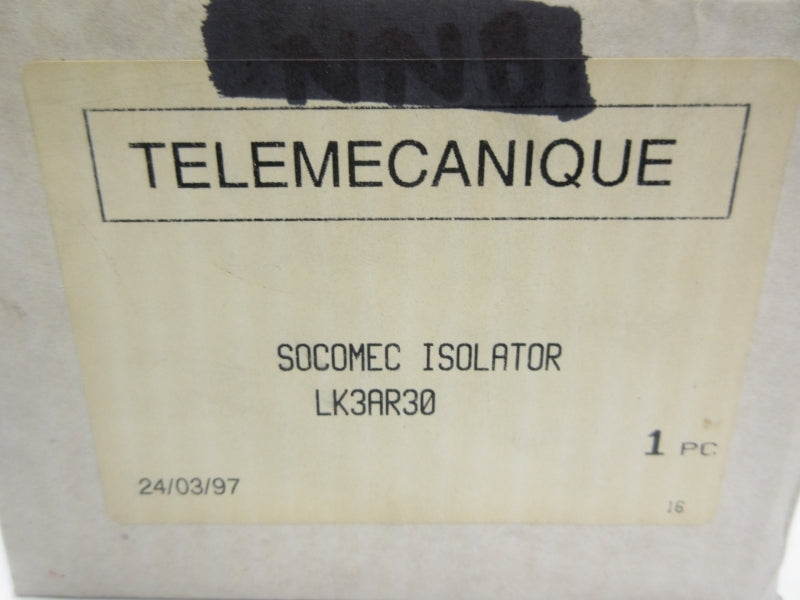 TELEMECANIQUE
SOCOMEC ISOLATOR
LK3AR30
1 PC
24/03/97
16